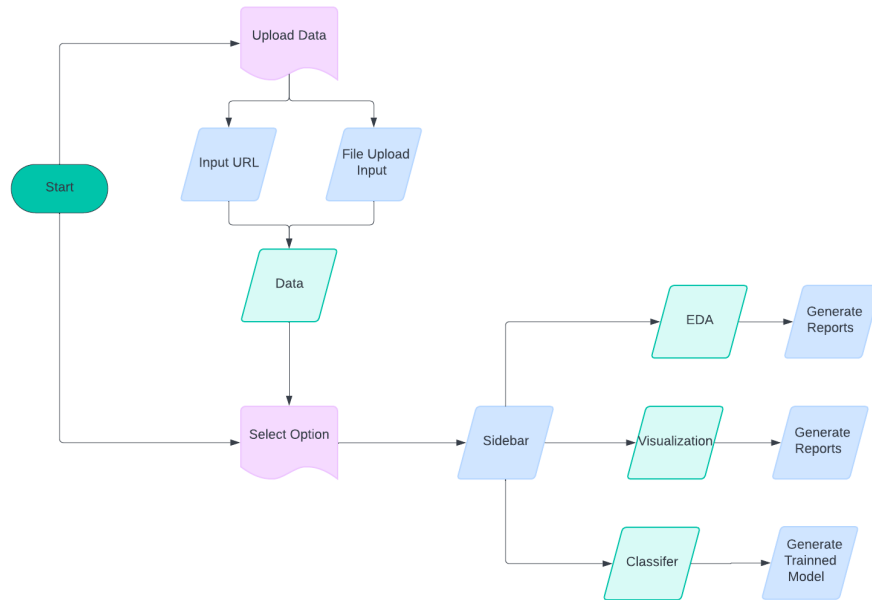 Upload Data
Input URL
File Upload
Input
Start
Data
EDA
Generate
Reports
Select Option
Sidebar
Visualization
Generate
Reports
Classifer
Generate
Trainned
Model